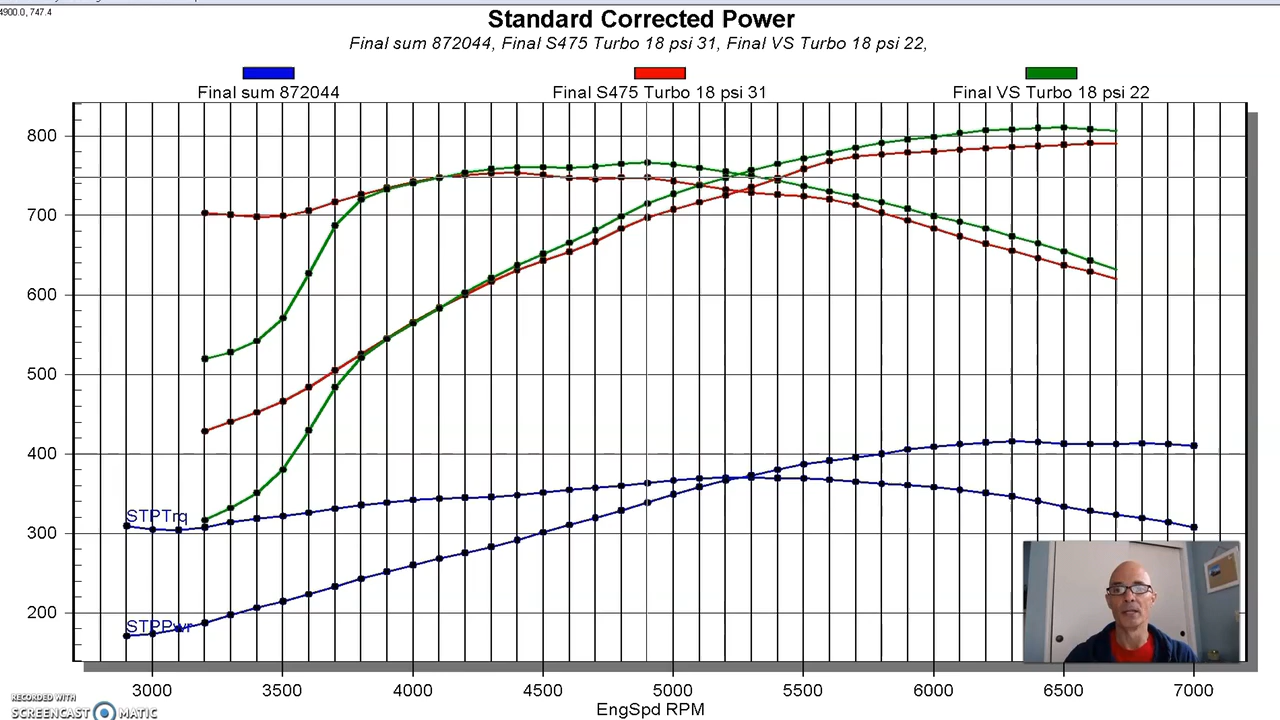 4900.0, 747.4
Standard Corrected Power
Final sum 872044, Final S475 Turbo 18 psi 31, Final VS Turbo 18 psi 22,
Final sum 872044
Final S475 Turbo 18 psi 31
Final VS Turbo 18 psi 22
800
700
600
500
400
300
200
STPTrq
STPPwr
3000 3500 4000 4500 5000 5500 6000 6500 7000
EngSpd RPM
RECORDED WITH
SCREENCAST MATIC